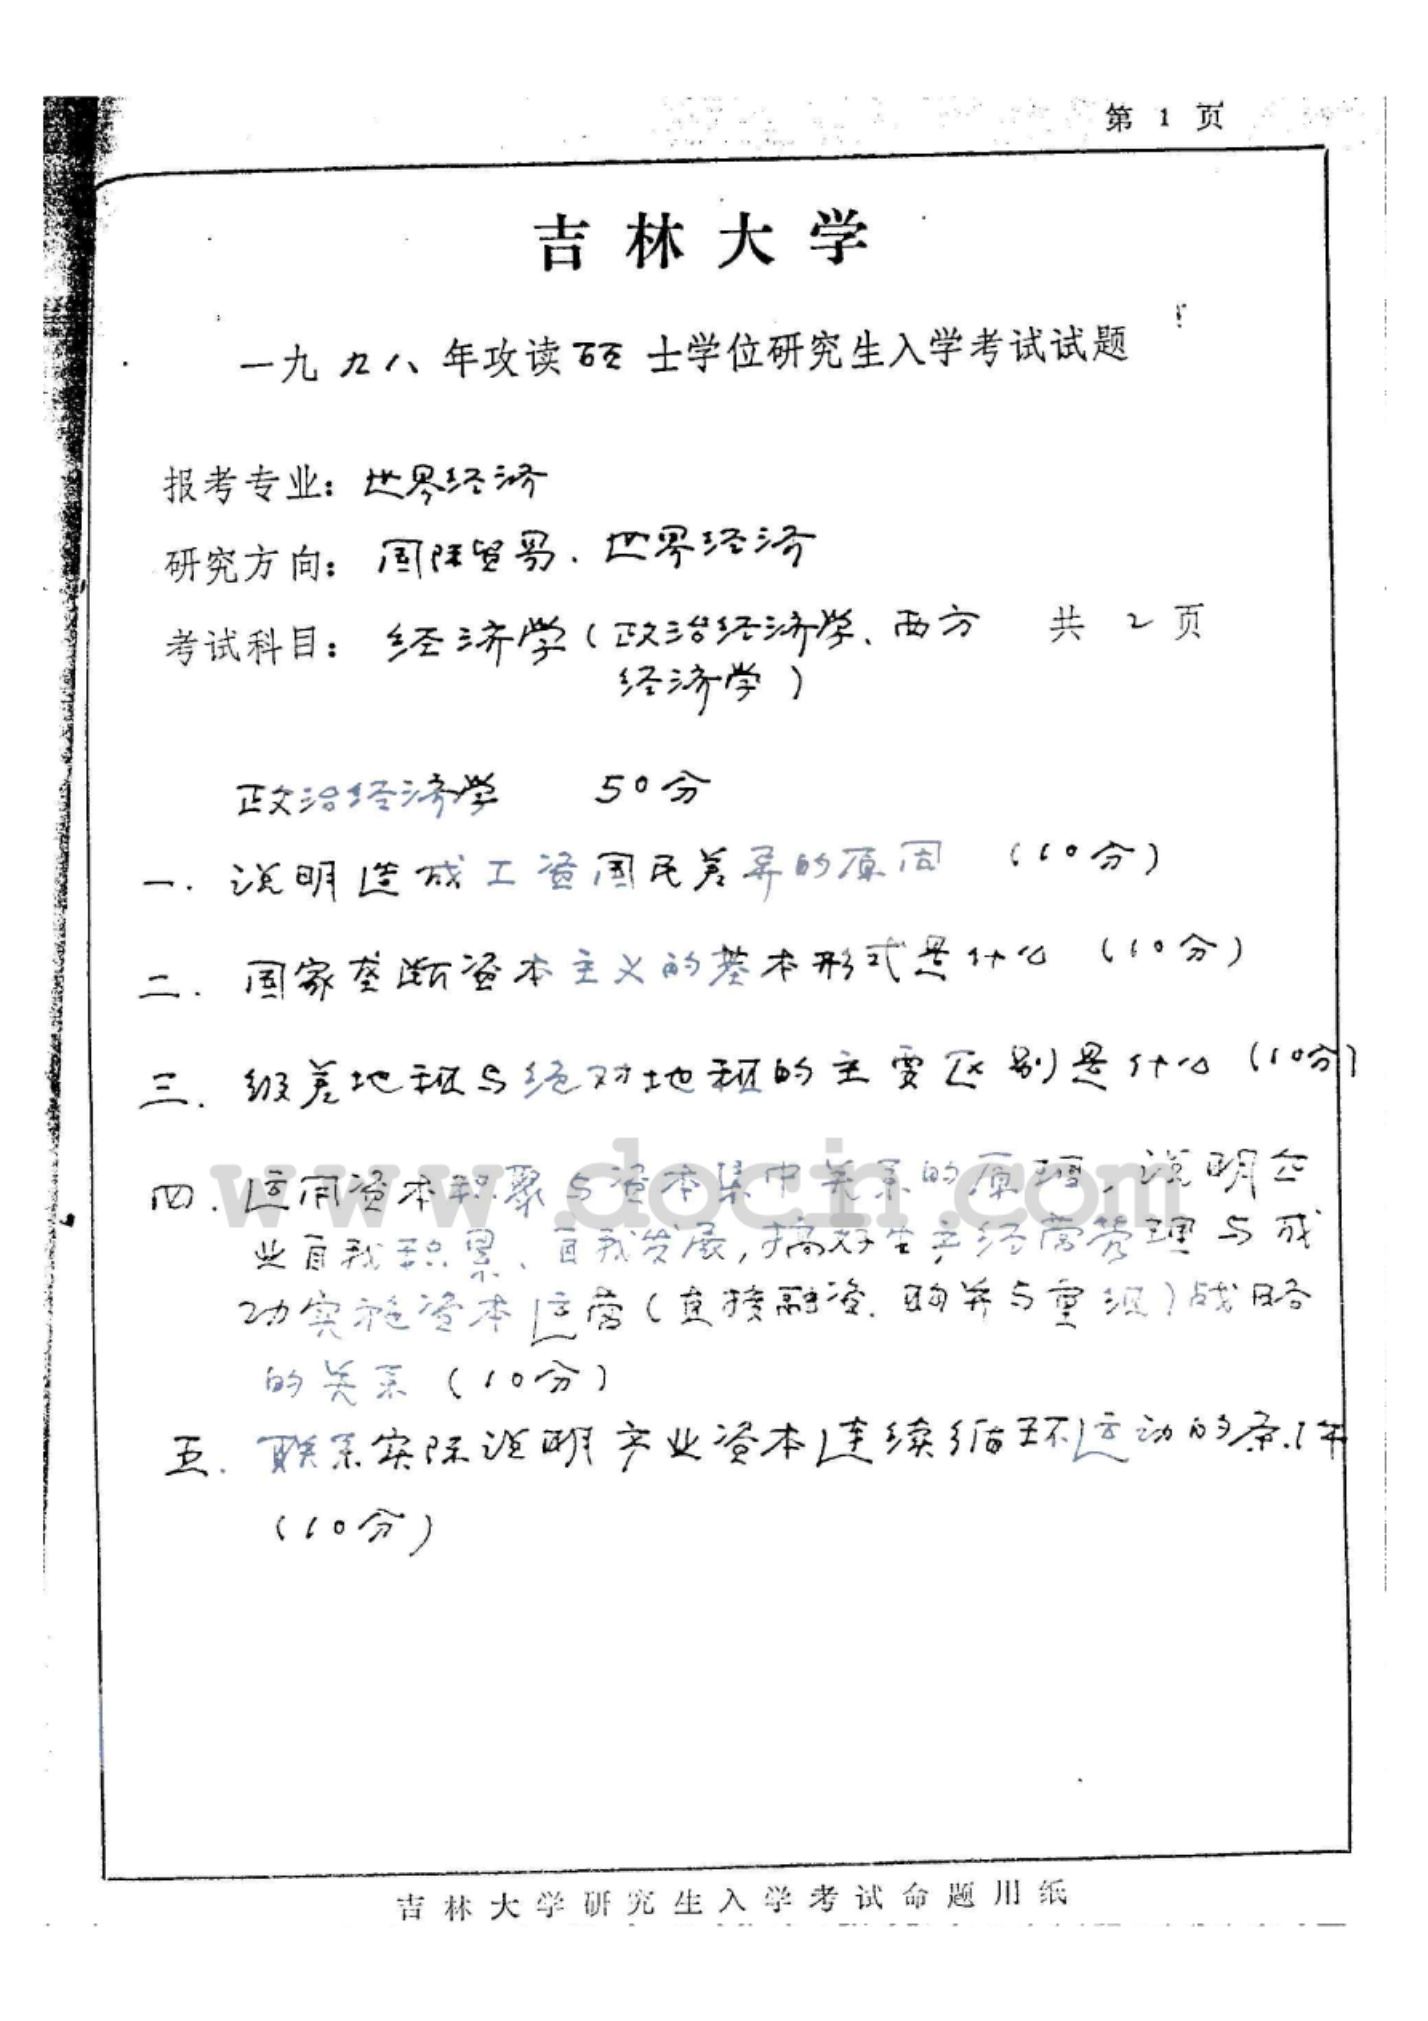 第 1 页
吉林大学
一九九八年攻读硕士学位研究生入学考试试题
报考专业：世界经济
研究方向：国际贸易、世界经济
考试科目：经济学（政治经济学、西方 共 2 页
经济学）
政治经济学 50分
一. 说明造成工资国民差异的原因 （10分）
二. 国家垄断资本主义的基本形式是什么 （10分）
三. 级差地租与绝对地租的主要区别是什么 （10分）
四. 运用资本积聚与资本集中关系的原理，说明企
业自我积累、自我发展，搞好生产经营管理与成
功实施资本运营（直接融资、购并与重组）战略
的关系 （10分）
五. 联系实际说明产业资本连续循环运动的条件
（10分）
www.docin.com
吉林大学研究生入学考试命题用纸